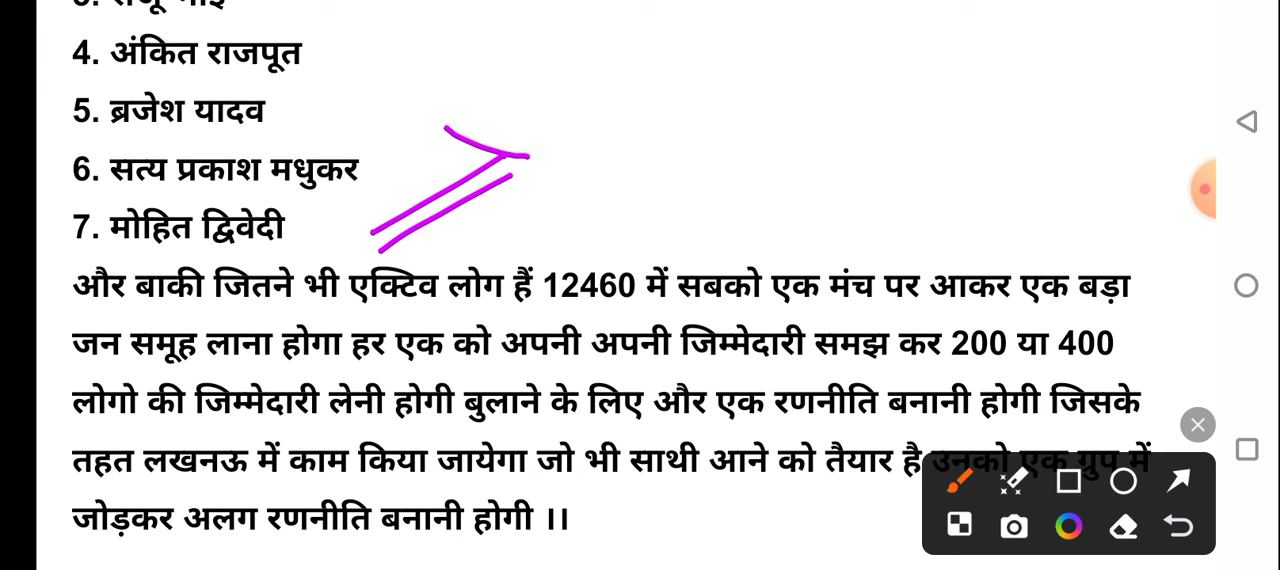 4. अंकित राजपूत
5. ब्रजेश यादव
6. सत्य प्रकाश मधुकर
7. मोहित द्विवेदी
और बाकी जितने भी एक्टिव लोग हैं 12460 में सबको एक मंच पर आकर एक बड़ा
जन समूह लाना होगा हर एक को अपनी अपनी जिम्मेदारी समझ कर 200 या 400
लोगो की जिम्मेदारी लेनी होगी बुलाने के लिए और एक रणनीति बनानी होगी जिसके
तहत लखनऊ में काम किया जायेगा जो भी साथी आने को तैयार है उनको एक ग्रुप में
जोड़कर अलग रणनीति बनानी होगी ।।